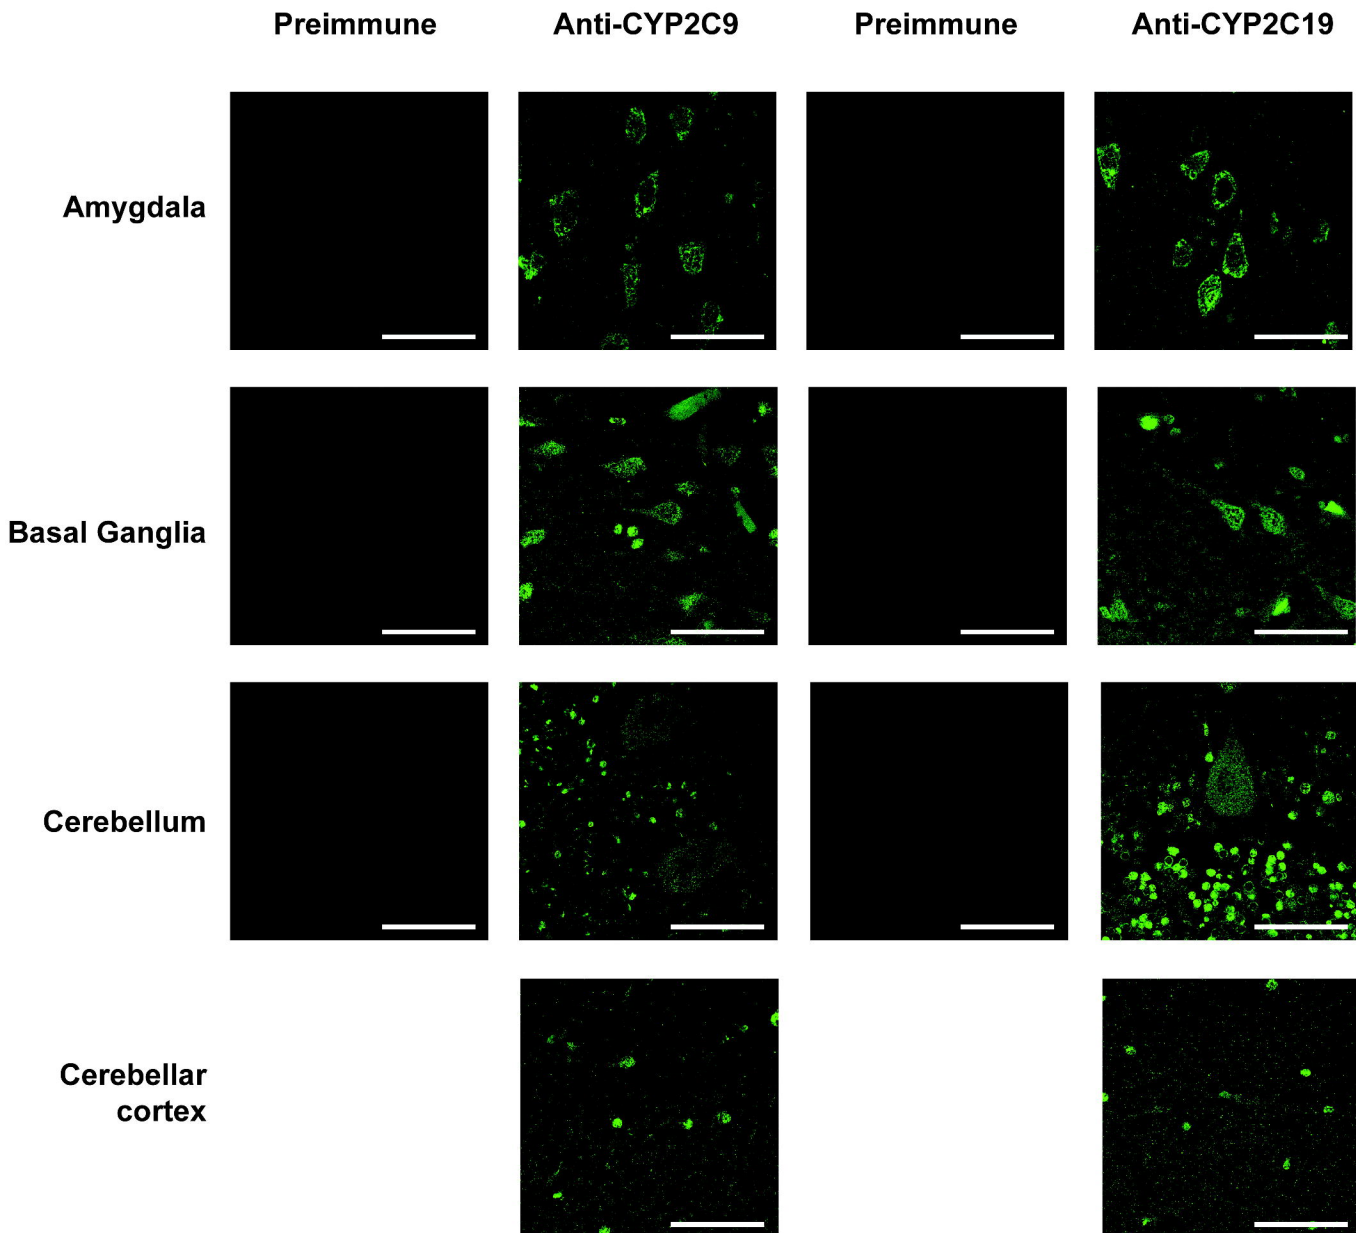 Preimmune
Anti-CYP2C9
Preimmune
Anti-CYP2C19
Amygdala
Basal Ganglia
Cerebellum
Cerebellar
cortex